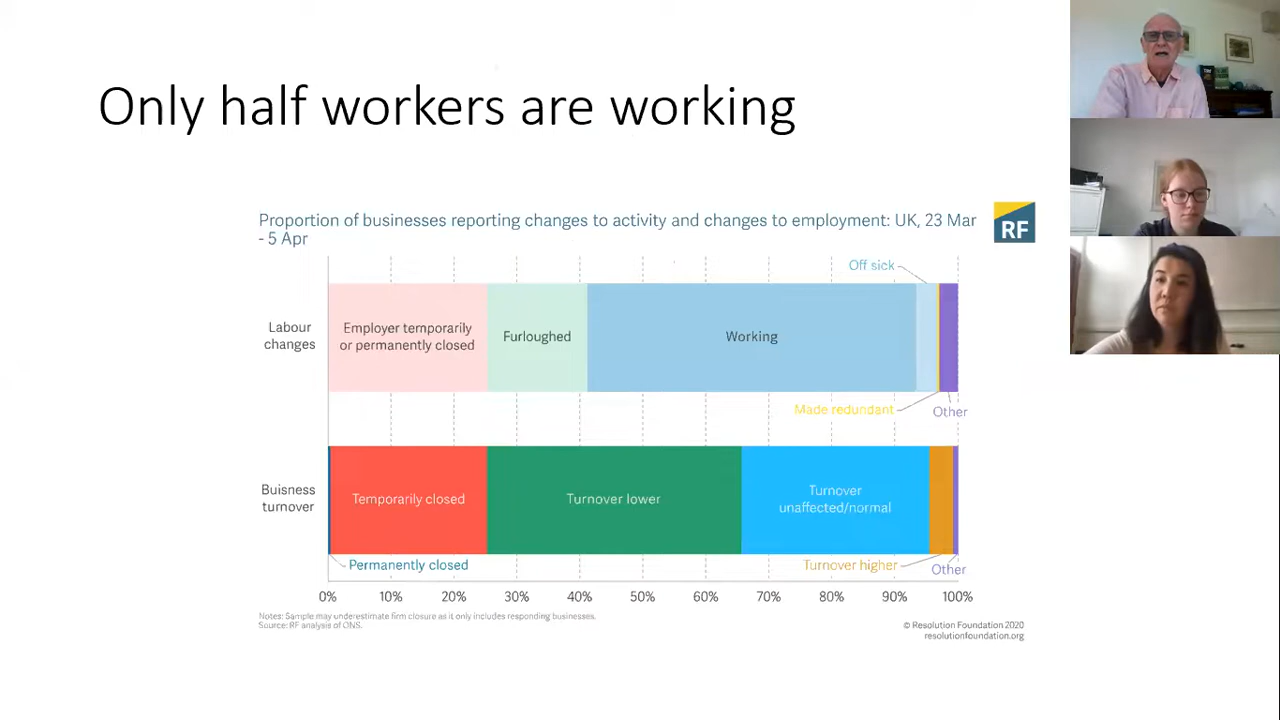 Only half workers are working
Proportion of businesses reporting changes to activity and changes to employment: UK, 23 Mar
- 5 Apr
RF
Off sick
Labour
changes
Employer temporarily
or permanently closed
Furloughed
Working
Made redundant
Other
Buisness
turnover
Temporarily closed
Turnover lower
Turnover
unaffected/normal
Permanently closed
Turnover higher
Other
0% 10% 20% 30% 40% 50% 60% 70% 80% 90% 100%
Notes: Sample may underestimate firm closure as it only includes responding businesses.
Source: RF analysis of ONS.
© Resolution Foundation 2020
resolutionfoundation.org